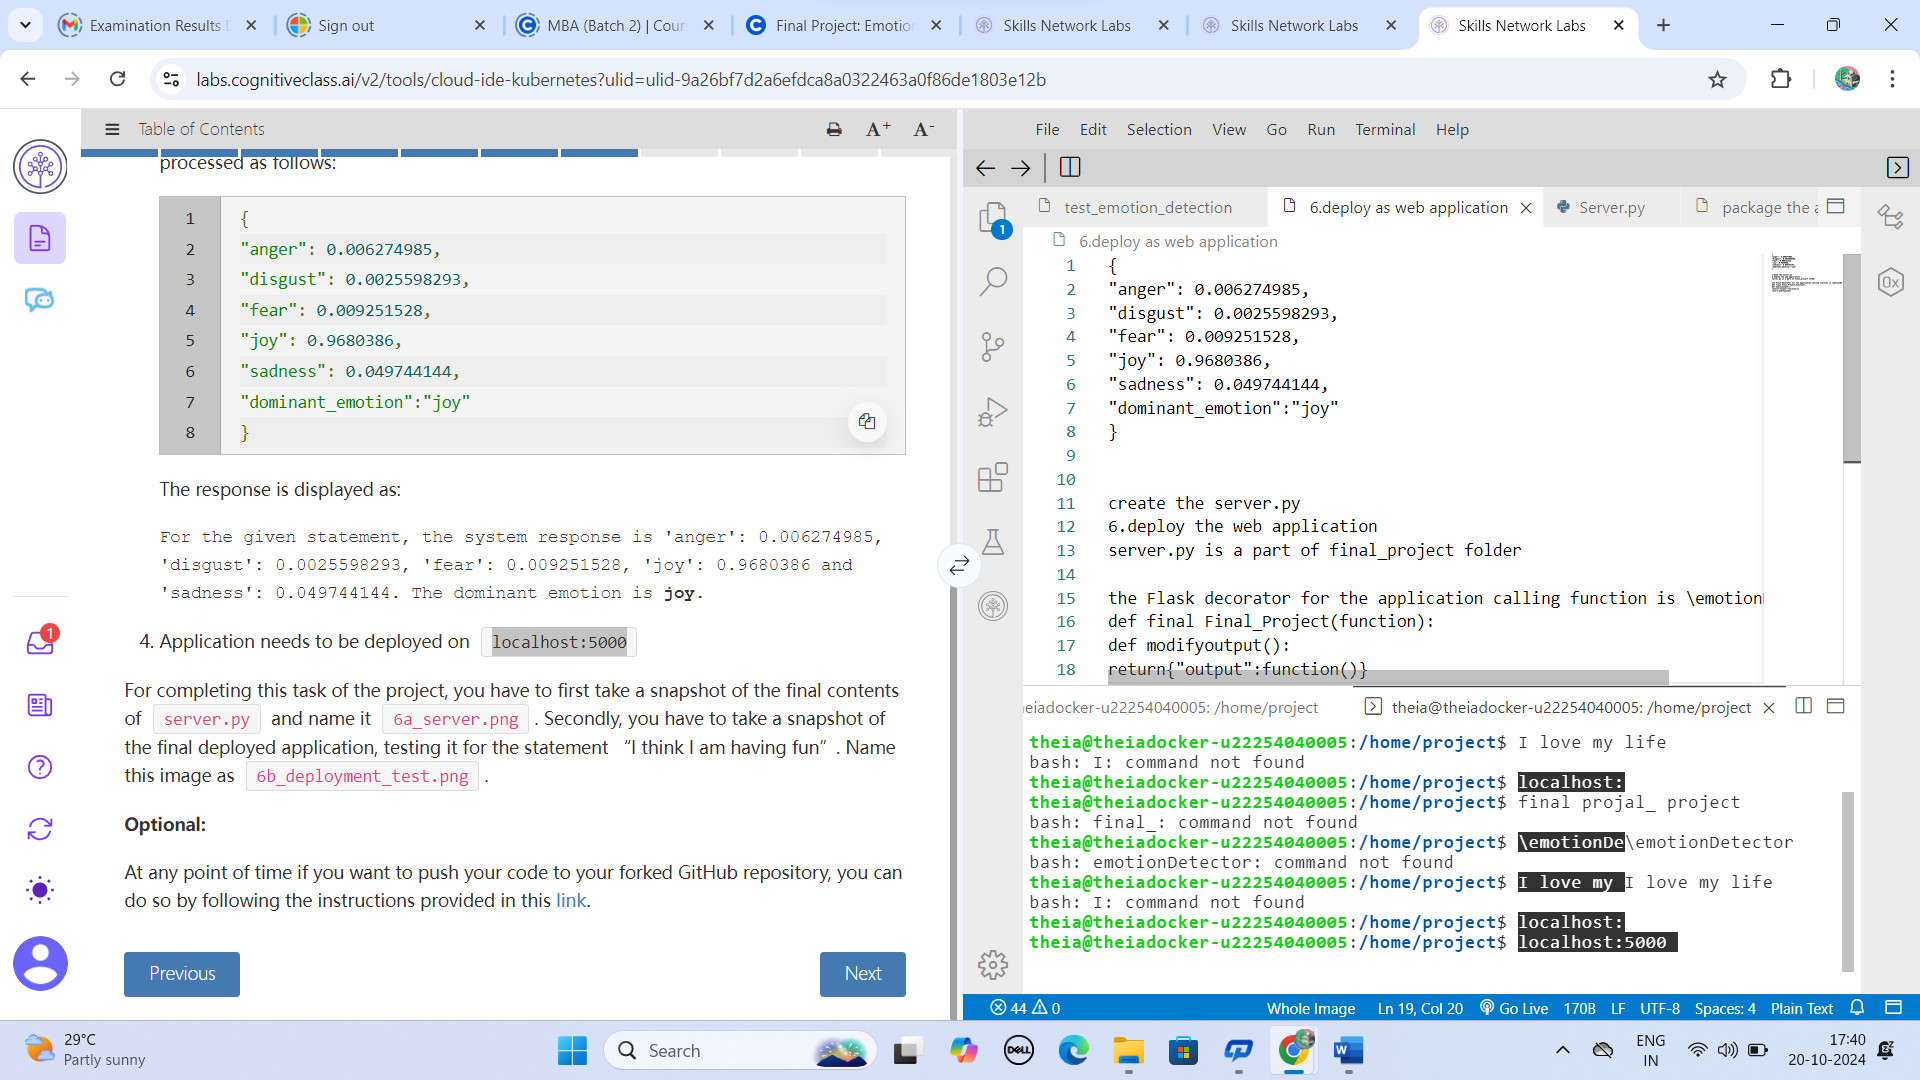 Examination Results
Sign out
MBA (Batch 2) | Cour
Final Project: Emotio
Skills Network Labs
Skills Network Labs
Skills Network Labs
labs.cognitiveclass.ai/v2/tools/cloud-ide-kubernetes?ulid=ulid-9a26bf7d2a6efdca8a0322463a0f86de1803e12b
Table of Contents
A+ A-
processed as follows:
1 {
2 "anger": 0.006274985,
3 "disgust": 0.0025598293,
4 "fear": 0.009251528,
5 "joy": 0.9680386,
6 "sadness": 0.049744144,
7 "dominant_emotion":"joy"
8 }
The response is displayed as:
For the given statement, the system response is 'anger': 0.006274985,
'disgust': 0.0025598293, 'fear': 0.009251528, 'joy': 0.9680386 and
'sadness': 0.049744144. The dominant emotion is joy.
4. Application needs to be deployed on localhost:5000
For completing this task of the project, you have to first take a snapshot of the final contents
of server.py and name it 6a_server.png . Secondly, you have to take a snapshot of
the final deployed application, testing it for the statement “I think I am having fun” . Name
this image as 6b_deployment_test.png .
Optional:
At any point of time if you want to push your code to your forked GitHub repository, you can
do so by following the instructions provided in this link.
Previous
Next
1
File Edit Selection View Go Run Terminal Help
1
test_emotion_detection
6.deploy as web application
Server.py
package the a
6.deploy as web application
1 {
2 "anger": 0.006274985,
3 "disgust": 0.0025598293,
4 "fear": 0.009251528,
5 "joy": 0.9680386,
6 "sadness": 0.049744144,
7 "dominant_emotion":"joy"
8 }
9
10
11 create the server.py
12 6.deploy the web application
13 server.py is a part of final_project folder
14
15 the Flask decorator for the application calling function is \emotion
16 def final Final_Project(function):
17 def modifyoutput():
18 return{"output":function()}
0x
eiadocker-u22254040005: /home/project
theia@theiadocker-u22254040005: /home/project
theia@theiadocker-u22254040005:/home/project$ I love my life
bash: I: command not found
theia@theiadocker-u22254040005:/home/project$ localhost:
theia@theiadocker-u22254040005:/home/project$ final projal_ project
bash: final_: command not found
theia@theiadocker-u22254040005:/home/project$ \emotionDe\emotionDetector
bash: emotionDetector: command not found
theia@theiadocker-u22254040005:/home/project$ I love my I love my life
bash: I: command not found
theia@theiadocker-u22254040005:/home/project$ localhost:
theia@theiadocker-u22254040005:/home/project$ localhost:5000
44 0
Whole Image Ln 19, Col 20 Go Live 170B LF UTF-8 Spaces: 4 Plain Text
29°C
Partly sunny
Search
DELL
ENG
IN
17:40
20-10-2024